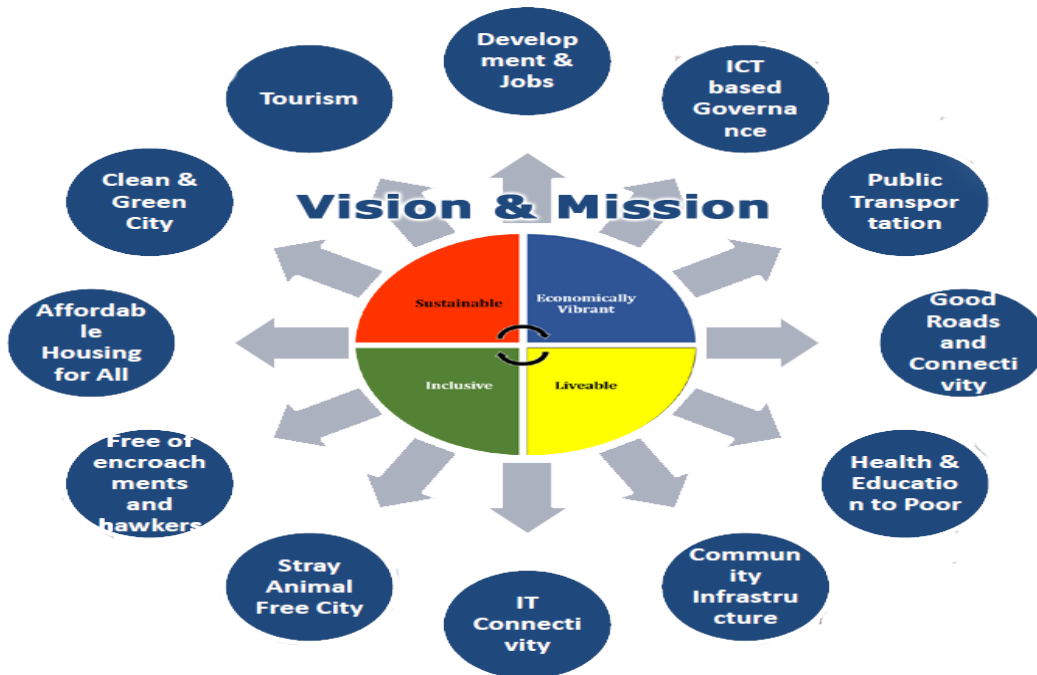 Develop
ment &
Jobs
ICT
based
Governa
nce
Public
Transpor
tation
Good
Roads
and
Connecti
vity
Health &
Educatio
n to Poor
Commun
ity
Infrastru
cture
IT
Connecti
vity
Stray
Animal
Free City
Free of
encroach
ments
and
hawkers
Affordab
le
Housing
for All
Clean &
Green
City
Tourism
Vision & Mission
Sustainable
Economically
Vibrant
Inclusive
Liveable